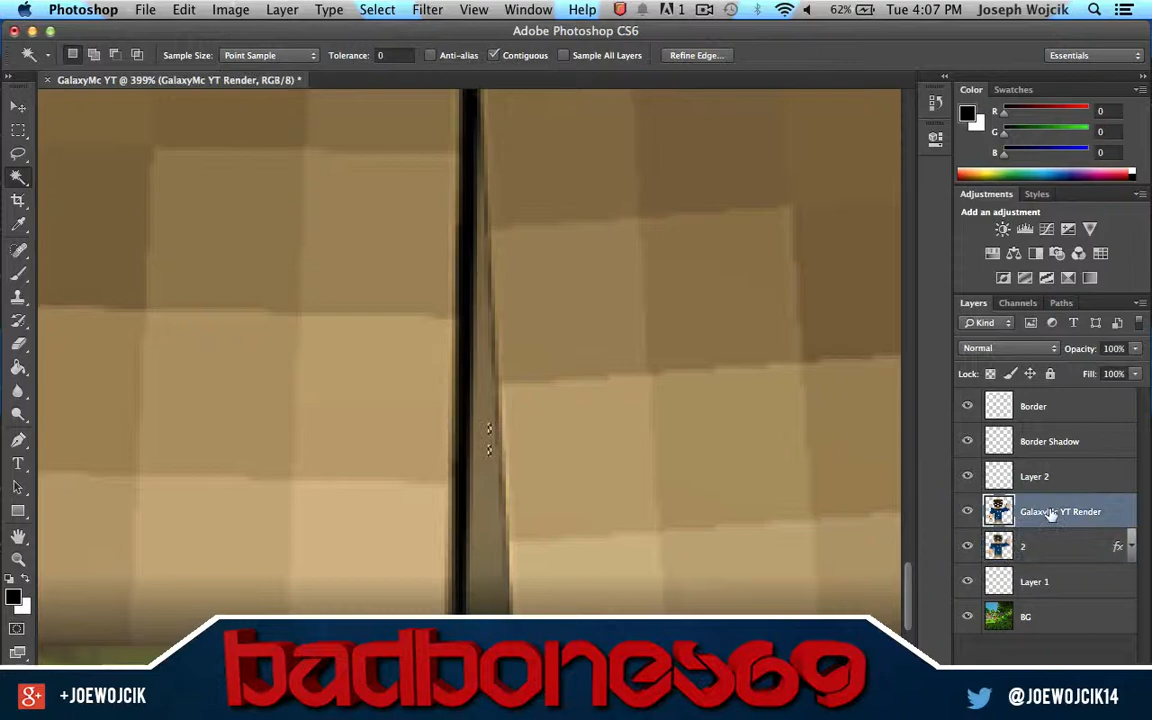 Photoshop File Edit Image Layer Type Select Filter View Window Help 1 62% Tue 4:07 PM Joseph Wojcik
Adobe Photoshop CS6
Sample Size: Point Sample Tolerance: 0 Anti-alias Contiguous Sample All Layers Refine Edge... Essentials
GalaxyMc YT @ 399% (GalaxyMc YT Render, RGB/8) *
Color Swatches
R 0
G 0
B 0
Adjustments Styles
Add an adjustment
Layers Channels Paths
Kind
Normal Opacity: 100%
Lock: Fill: 100%
Border
Border Shadow
Layer 2
GalaxyMc YT Render
2 fx
Layer 1
BG
badbones69
g+ +JOEWOJCIK
@JOEWOJCIK14